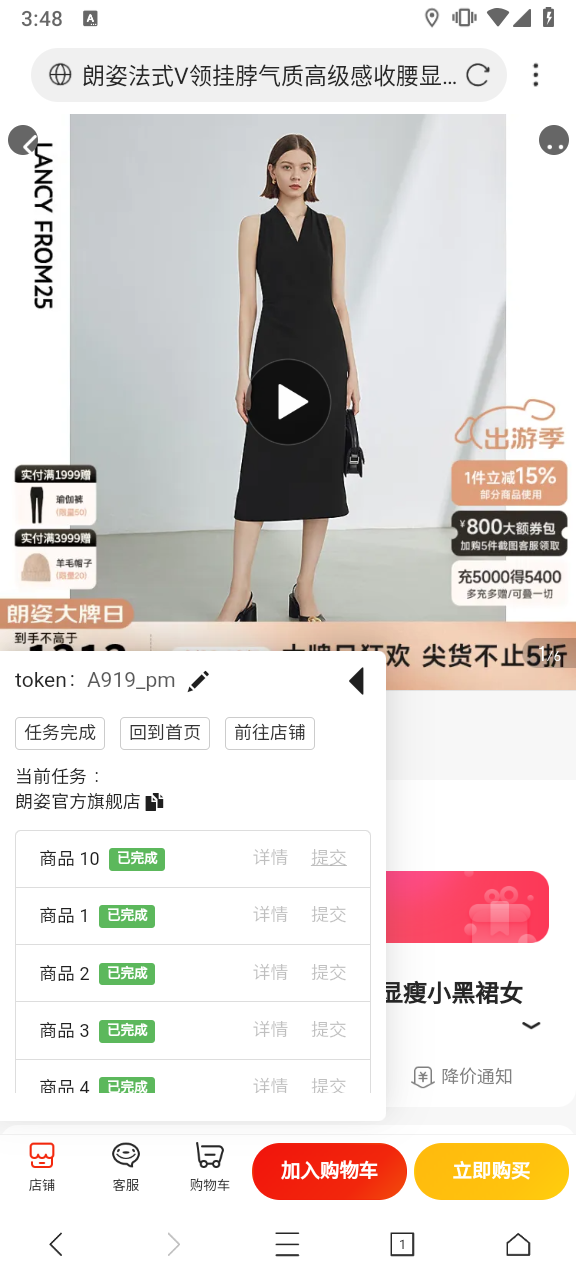 3:48
A
朗姿法式V领挂脖气质高级感收腰显...
LANCY FROM25
出游季
1件立减15%
部分商品使用
¥800大额券包
加购5件截图客服领取
充5000得5400
多充多赠/可叠一切
实付满1999赠
瑜伽裤
(限量50)
实付满3999赠
羊毛帽子
(限量20)
朗姿大牌日
到手不高于
大牌日狂欢 尖货不止5折
1/6
token: A919_pm
任务完成 回到首页 前往店铺
当前任务：
朗姿官方旗舰店
商品 10 已完成 详情 提交
商品 1 已完成 详情 提交
商品 2 已完成 详情 提交
商品 3 已完成 详情 提交
商品 4 已完成 详情 提交
显瘦小黑裙女
降价通知
店铺 客服 购物车 加入购物车 立即购买
1